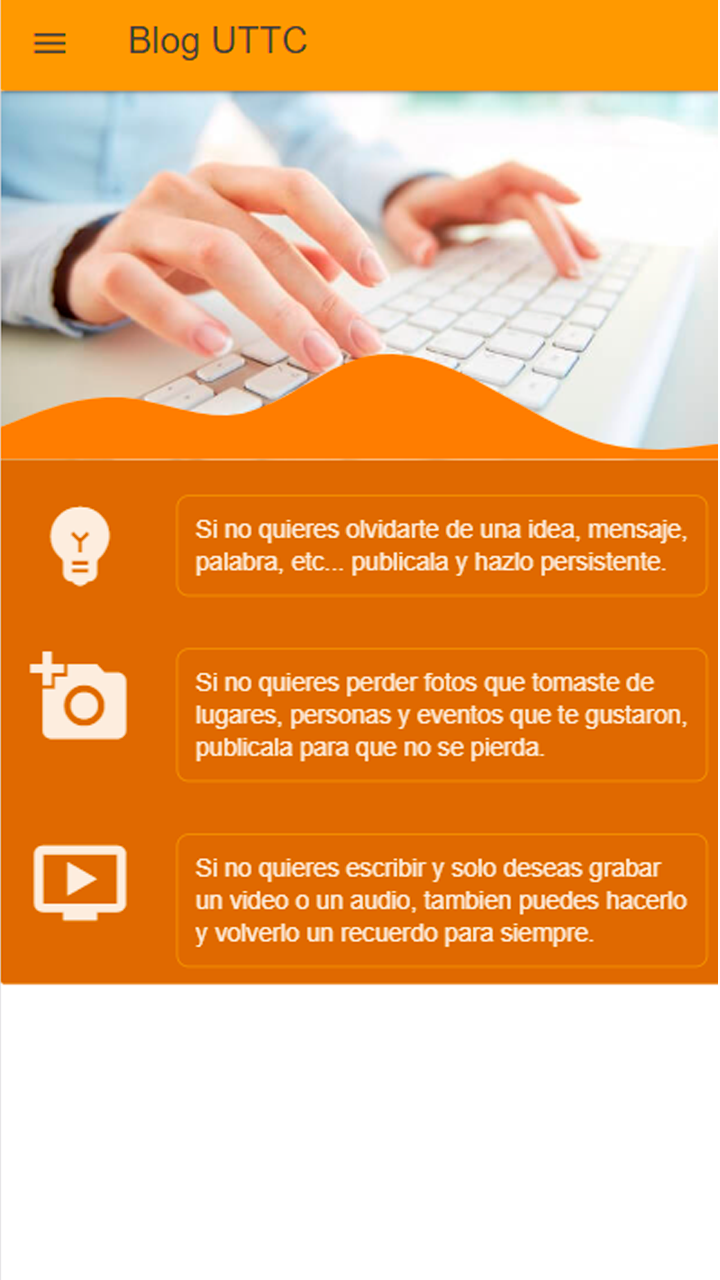 Blog UTTC
Si no quieres olvidarte de una idea, mensaje,
palabra, etc... publicala y hazlo persistente.
Si no quieres perder fotos que tomaste de
lugares, personas y eventos que te gustaron,
publicala para que no se pierda.
Si no quieres escribir y solo deseas grabar
un video o un audio, tambien puedes hacerlo
y volverlo un recuerdo para siempre.